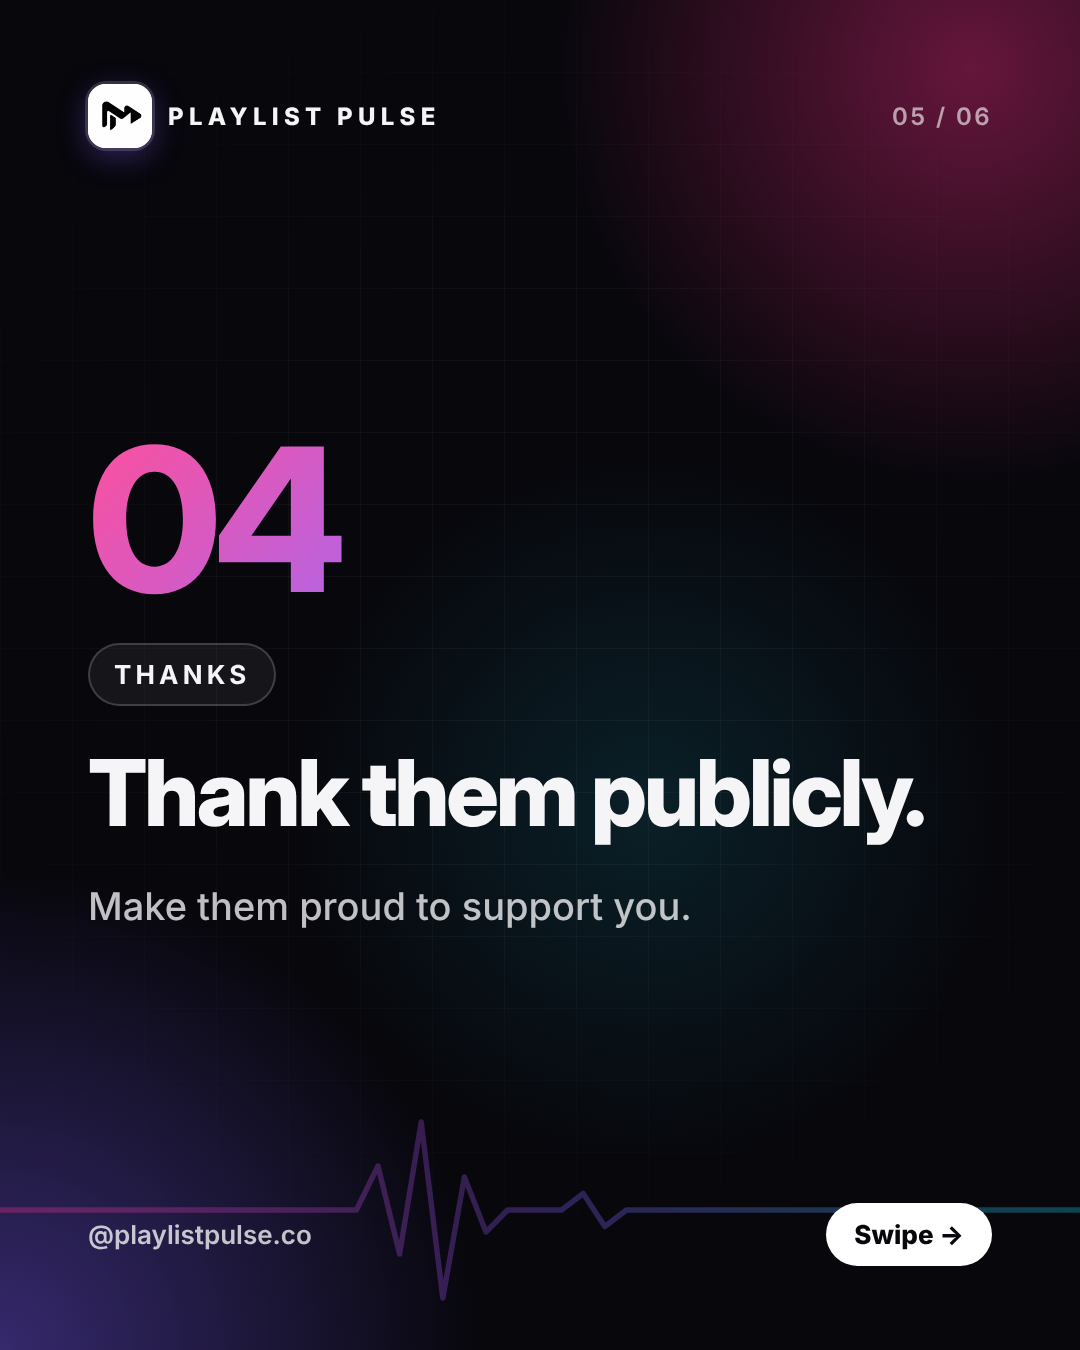 PLAYLIST PULSE
05 / 06
04
THANKS
Thank them publicly.
Make them proud to support you.
@playlistpulse.co
Swipe →